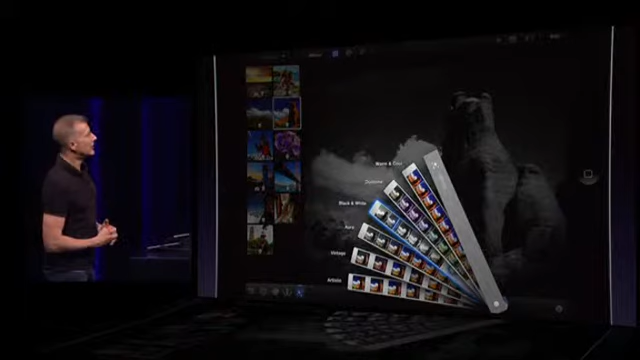 Warm & Cool
Duotone
Black & White
Aura
Vintage
Artistic